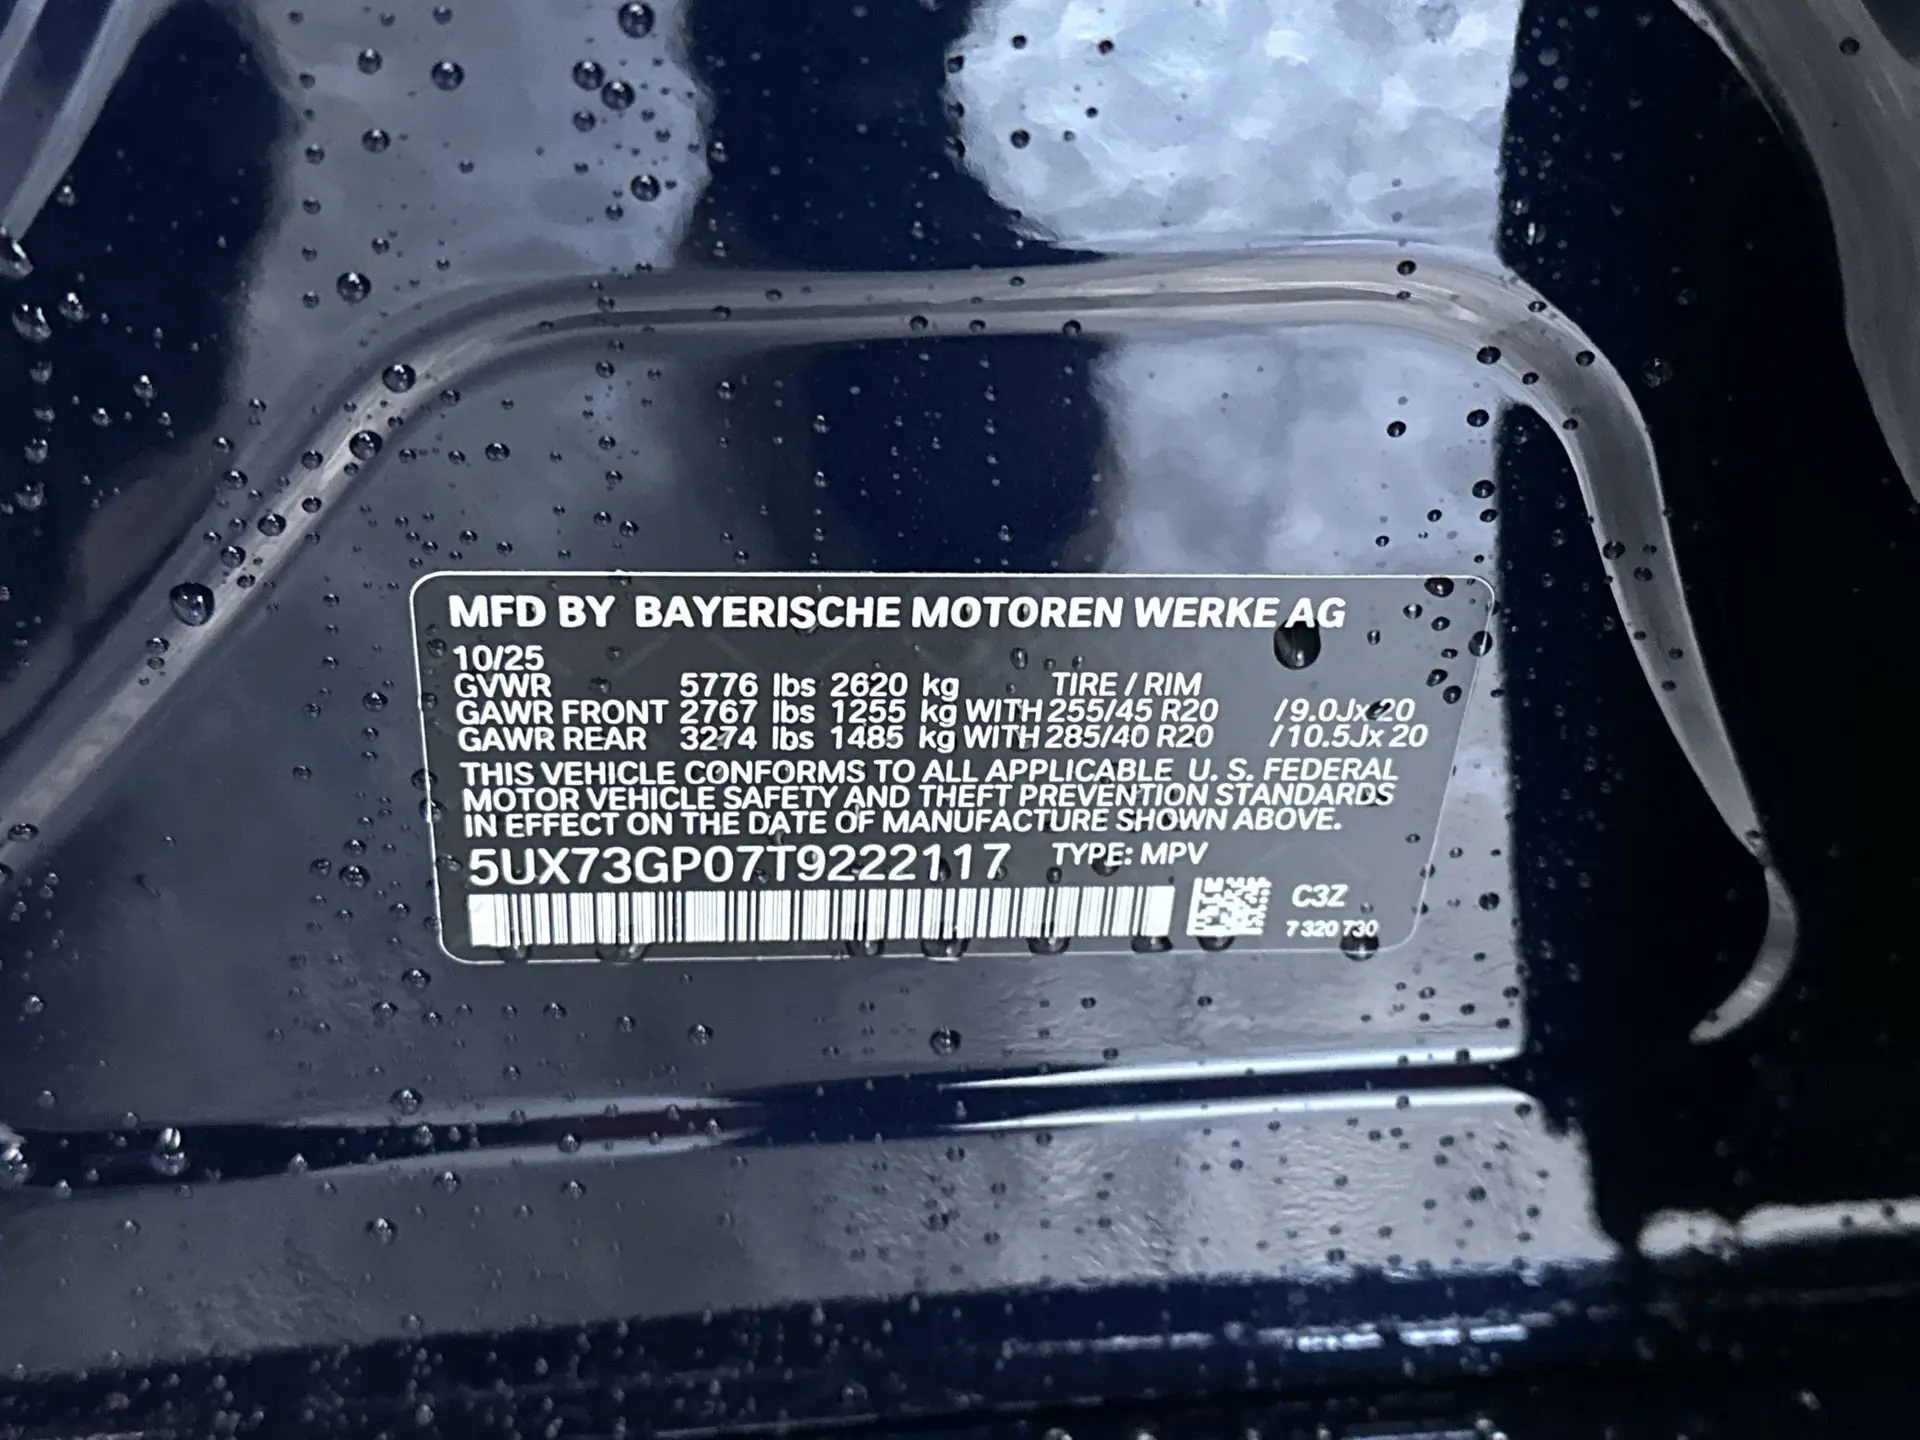 MFD BY BAYERISCHE MOTOREN WERKE AG
10/25
GVWR 5776 lbs 2620 kg TIRE / RIM
GAWR FRONT 2767 lbs 1255 kg WITH 255/45 R20 /9.0Jx20
GAWR REAR 3274 lbs 1485 kg WITH 285/40 R20 /10.5Jx20
THIS VEHICLE CONFORMS TO ALL APPLICABLE U. S. FEDERAL
MOTOR VEHICLE SAFETY AND THEFT PREVENTION STANDARDS
IN EFFECT ON THE DATE OF MANUFACTURE SHOWN ABOVE.
5UX73GP07T9222117 TYPE: MPV
C3Z
7 320 730